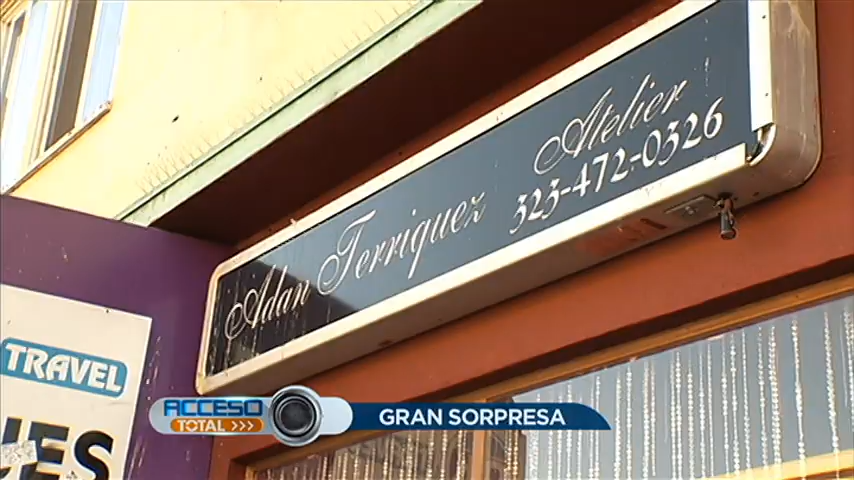 Adan Terriquez Atelier
323-472-0326
TRAVEL
ACCESO
TOTAL >>>
GRAN SORPRESA